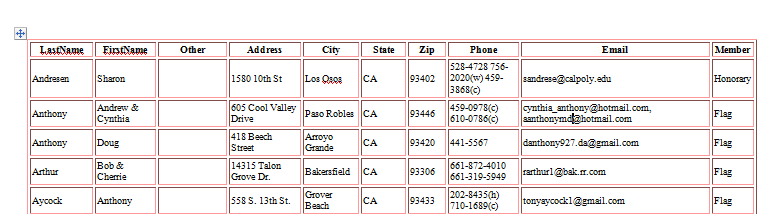 LastName FirstName Other Address City State Zip Phone Email Member
Andresen Sharon 1580 10th St Los Osos CA 93402 528-4728 756-2020(w) 459-3868(c) sandrese@calpoly.edu Honorary
Anthony Andrew & Cynthia 605 Cool Valley Drive Paso Robles CA 93446 459-0978(c) 610-0786(c) cynthia_anthony@hotmail.com, aanthonymd@hotmail.com Flag
Anthony Doug 418 Beech Street Arroyo Grande CA 93420 441-5567 danthony927.da@gmail.com Flag
Arthur Bob & Cherrie 14315 Talon Grove Dr. Bakersfield CA 93306 661-872-4010 661-319-5949 rarthur1@bak.rr.com Flag
Aycock Anthony 558 S. 13th St. Grover Beach CA 93433 202-8435(h) 710-1689(c) tonyaycock1@gmail.com Flag